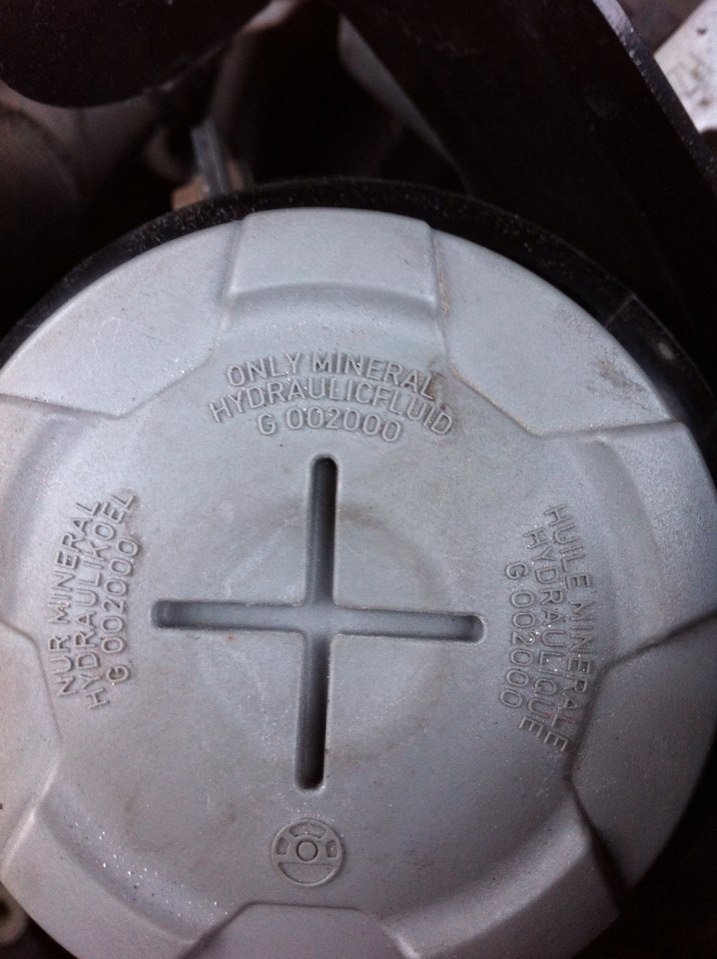 ONLY MINERAL
HYDRAULICFLUID
G 002000
NUR MINERAL
HYDRAULIKOEL
G 002000
HUILE MINERALE
HYDRAULIQUE
G 002000